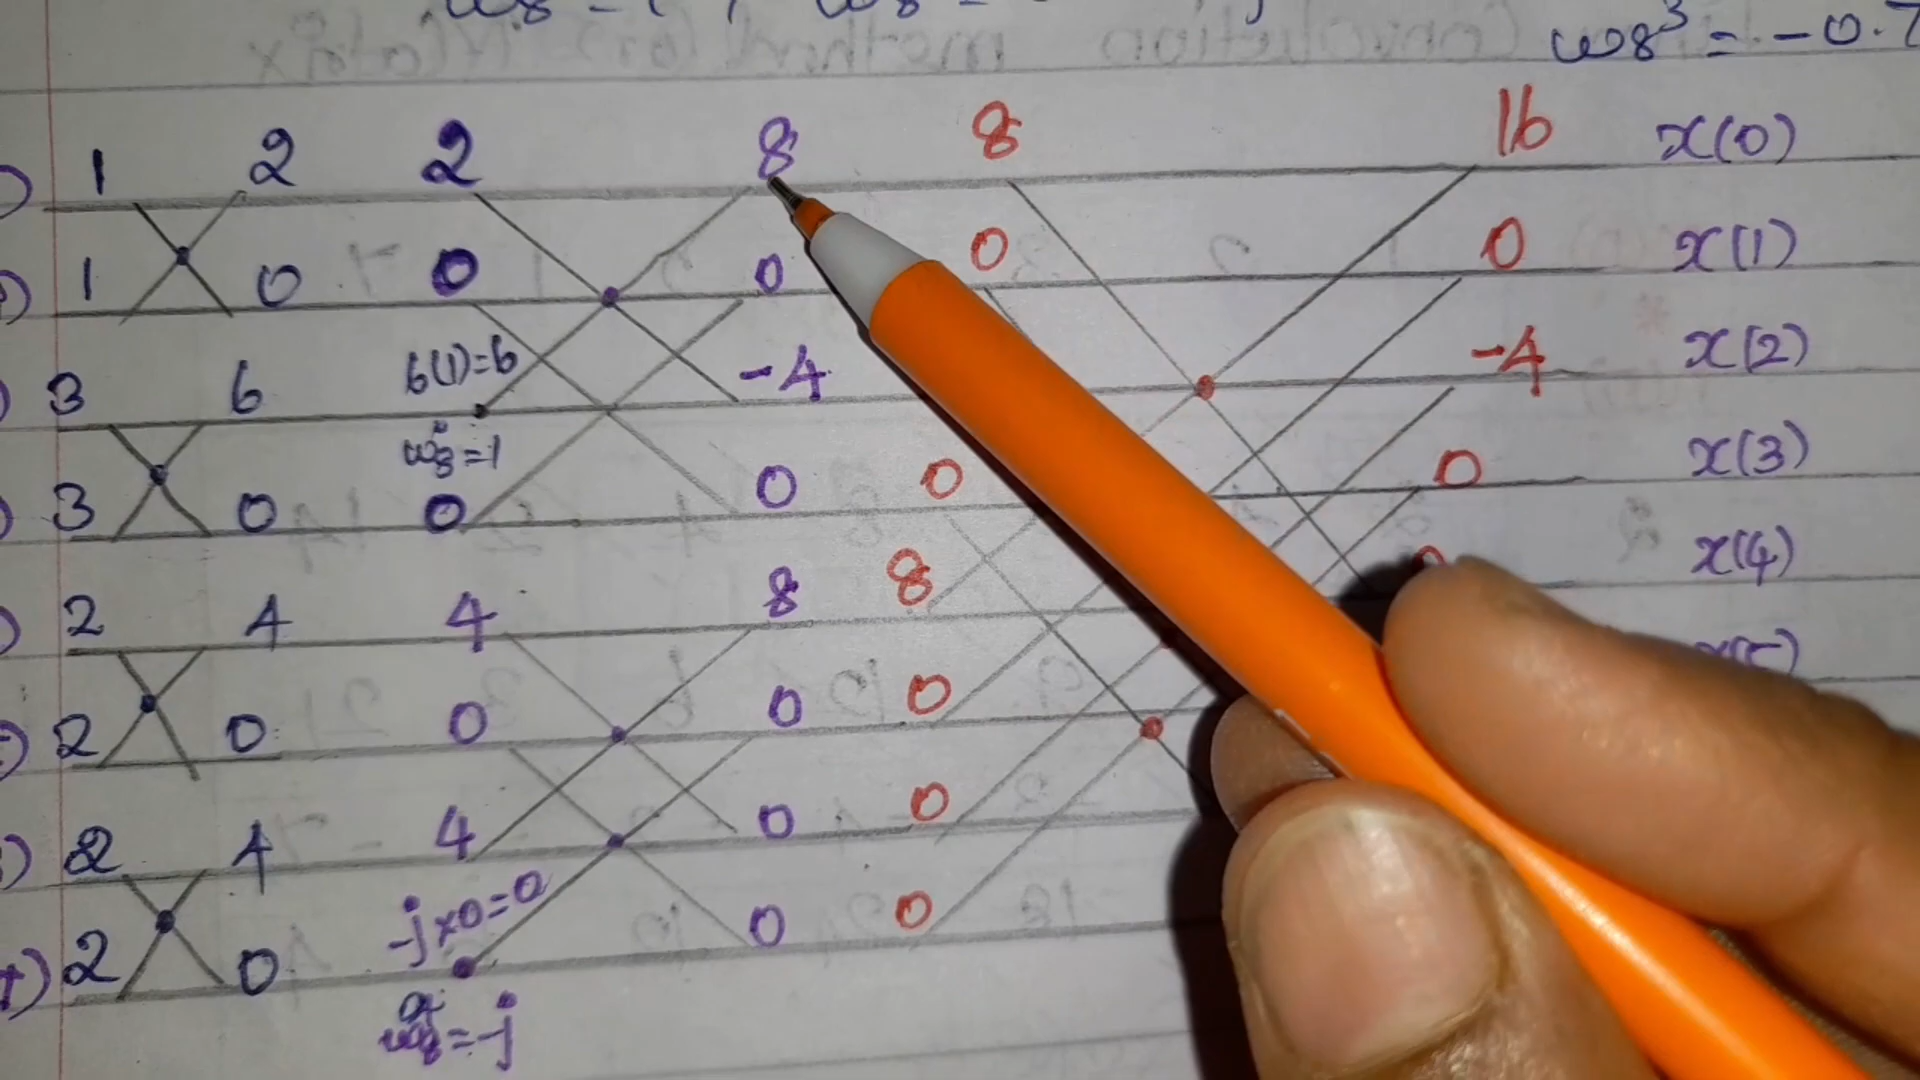 ω8³ = -0.7
1 2 2 8 8 16 x(0)
1 0 0 0 0 0 x(1)
3 6 6(1)=6 -4 -4 x(2)
ω8⁰=1
3 0 0 0 0 0 x(3)
2 4 4 8 8 x(4)
2 0 0 0 0
2 4 4 0 0
-j×0=0
2 0 0 0
ω8²=-j